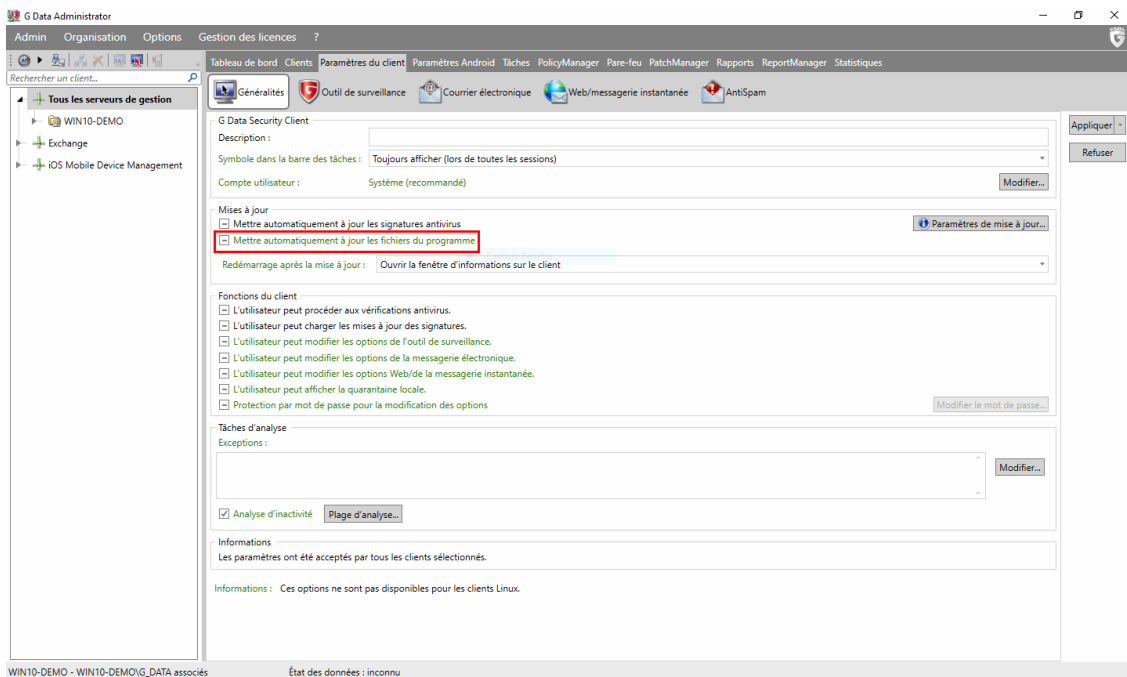 G Data Administrator
Admin Organisation Options Gestion des licences ?
Rechercher un client...
Tous les serveurs de gestion
WIN10-DEMO
Exchange
iOS Mobile Device Management
Tableau de bord Clients Paramètres du client Paramètres Android Tâches PolicyManager Pare-feu PatchManager Rapports ReportManager Statistiques
Généralités Outil de surveillance Courrier électronique Web/messagerie instantanée AntiSpam
G Data Security Client
Description :
Symbole dans la barre des tâches : Toujours afficher (lors de toutes les sessions)
Compte utilisateur : Système (recommandé) Modifier...
Mises à jour
Mettre automatiquement à jour les signatures antivirus Paramètres de mise à jour...
Mettre automatiquement à jour les fichiers du programme
Redémarrage après la mise à jour : Ouvrir la fenêtre d'informations sur le client
Fonctions du client
L'utilisateur peut procéder aux vérifications antivirus.
L'utilisateur peut charger les mises à jour des signatures.
L'utilisateur peut modifier les options de l'outil de surveillance.
L'utilisateur peut modifier les options de la messagerie électronique.
L'utilisateur peut modifier les options Web/de la messagerie instantanée.
L'utilisateur peut afficher la quarantaine locale.
Protection par mot de passe pour la modification des options Modifier le mot de passe...
Tâches d'analyse
Exceptions :
Modifier...
Analyse d'inactivité Plage d'analyse...
Informations
Les paramètres ont été acceptés par tous les clients sélectionnés.
Informations : Ces options ne sont pas disponibles pour les clients Linux.
Appliquer
Refuser
WIN10-DEMO - WIN10-DEMO\G_DATA associés État des données : inconnu